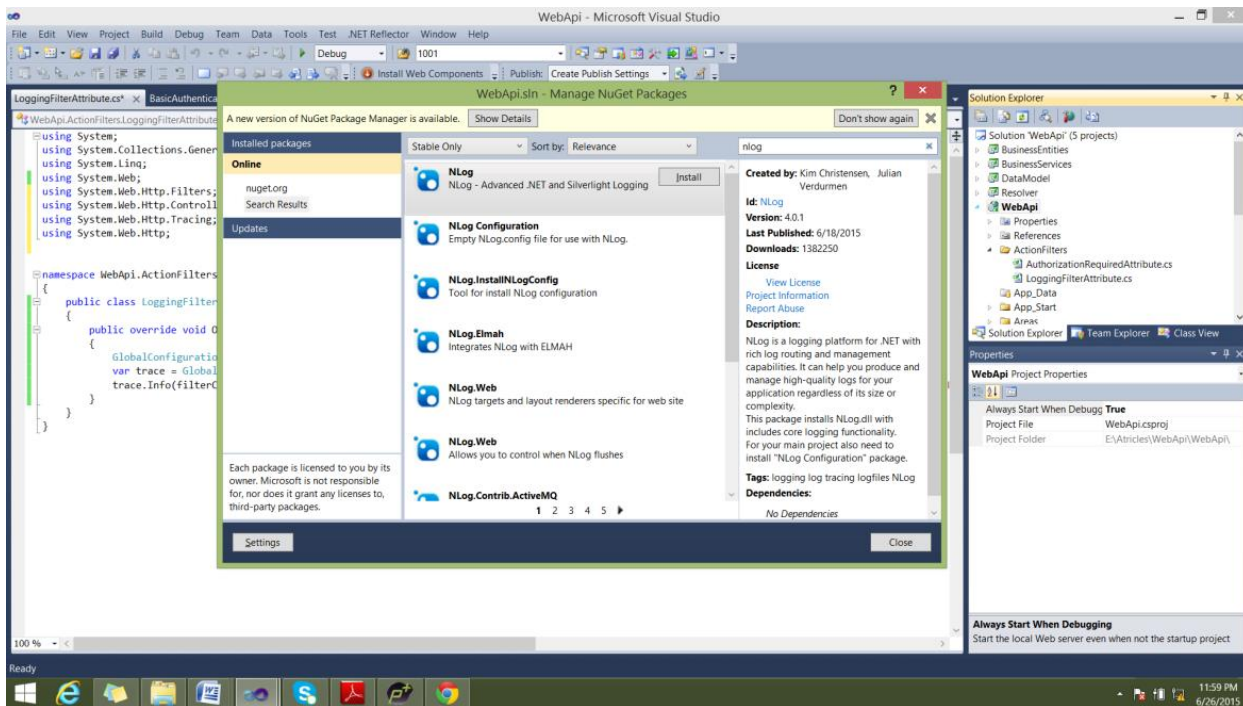 WebApi - Microsoft Visual Studio
File Edit View Project Build Debug Team Data Tools Test .NET Reflector Window Help
Debug 1001
Install Web Components Publish: Create Publish Settings
LoggingFilterAttribute.cs* BasicAuthentica
WebApi.ActionFilters.LoggingFilterAttribute
using System;
using System.Collections.Gener
using System.Linq;
using System.Web;
using System.Web.Http.Filters;
using System.Web.Http.Controll
using System.Web.Http.Tracing;
using System.Web.Http;
namespace WebApi.ActionFilters
{
public class LoggingFilter
{
public override void O
{
GlobalConfiguratio
var trace = Global
trace.Info(filterC
}
}
}
100 %
WebApi.sln - Manage NuGet Packages
A new version of NuGet Package Manager is available. Show Details Don't show again
Installed packages
Online
nuget.org
Search Results
Updates
Each package is licensed to you by its
owner. Microsoft is not responsible
for, nor does it grant any licenses to,
third-party packages.
Stable Only Sort by: Relevance nlog
NLog
NLog - Advanced .NET and Silverlight Logging Install
NLog Configuration
Empty NLog.config file for use with NLog.
NLog.InstallNLogConfig
Tool for install NLog configuration
NLog.Elmah
Integrates NLog with ELMAH
NLog.Web
NLog targets and layout renderers specific for web site
NLog.Web
Allows you to control when NLog flushes
NLog.Contrib.ActiveMQ
1 2 3 4 5
Created by: Kim Christensen, Julian
Verdurmen
Id: NLog
Version: 4.0.1
Last Published: 6/18/2015
Downloads: 1382250
License
View License
Project Information
Report Abuse
Description:
NLog is a logging platform for .NET with
rich log routing and management
capabilities. It can help you produce and
manage high-quality logs for your
application regardless of its size or
complexity.
This package installs NLog.dll with
includes core logging functionality.
For your main project also need to
install "NLog Configuration" package.
Tags: logging log tracing logfiles NLog
Dependencies:
No Dependencies
Settings Close
Solution Explorer
Solution 'WebApi' (5 projects)
BusinessEntities
BusinessServices
DataModel
Resolver
WebApi
Properties
References
ActionFilters
AuthorizationRequiredAttribute.cs
LoggingFilterAttribute.cs
App_Data
App_Start
Areas
Solution Explorer Team Explorer Class View
Properties
WebApi Project Properties
Always Start When Debugg True
Project File WebApi.csproj
Project Folder E:\Atricles\WebApi\WebApi\
Always Start When Debugging
Start the local Web server even when not the startup project
Ready
11:59 PM
6/26/2015